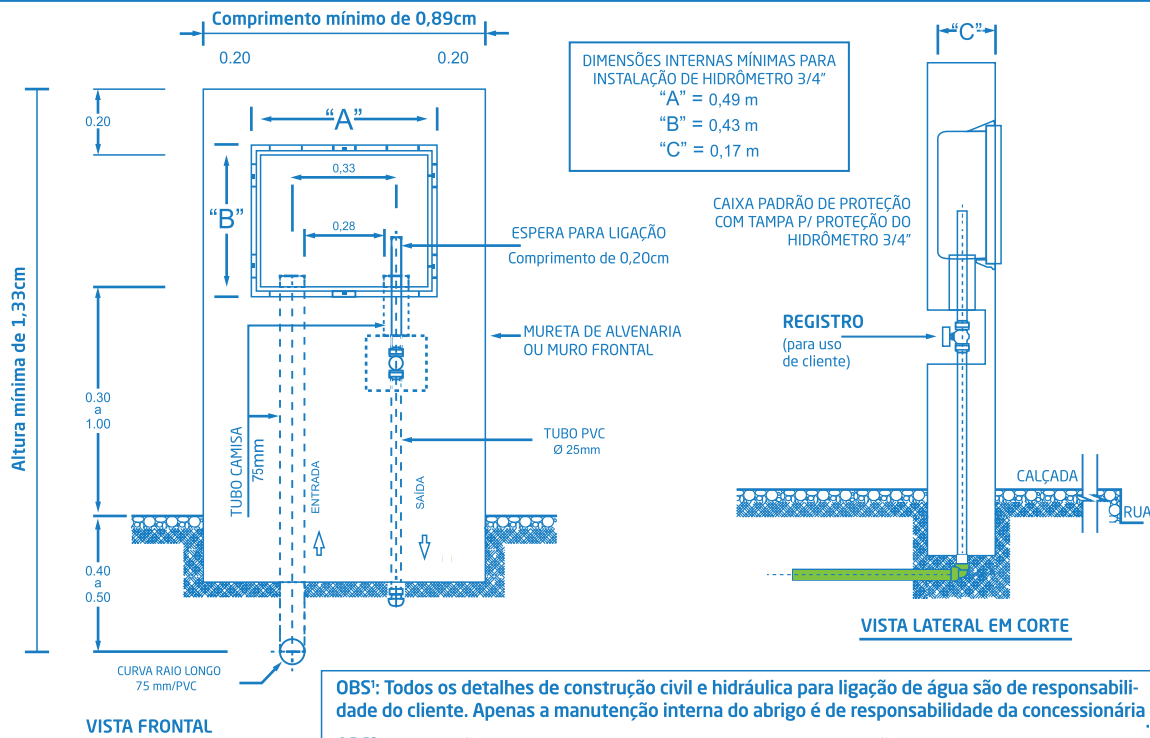 Comprimento mínimo de 0,89cm
0.20
0.20
"C"
DIMENSÕES INTERNAS MÍNIMAS PARA
INSTALAÇÃO DE HIDRÔMETRO 3/4"
"A" = 0,49 m
"B" = 0,43 m
"C" = 0,17 m
0.20
"A"
0,33
"B"
0,28
ESPERA PARA LIGAÇÃO
Comprimento de 0,20cm
CAIXA PADRÃO DE PROTEÇÃO
COM TAMPA P/ PROTEÇÃO DO
HIDRÔMETRO 3/4"
Altura mínima de 1,33cm
MURETA DE ALVENARIA
OU MURO FRONTAL
REGISTRO
(para uso
de cliente)
0.30
a
1.00
TUBO CAMISA
75mm
ENTRADA
SAÍDA
TUBO PVC
Ø 25mm
CALÇADA
RUA
0.40
a
0.50
VISTA LATERAL EM CORTE
CURVA RAIO LONGO
75 mm/PVC
VISTA FRONTAL
OBS¹: Todos os detalhes de construção civil e hidráulica para ligação de água são de responsabili-
dade do cliente. Apenas a manutenção interna do abrigo é de responsabilidade da concessionária